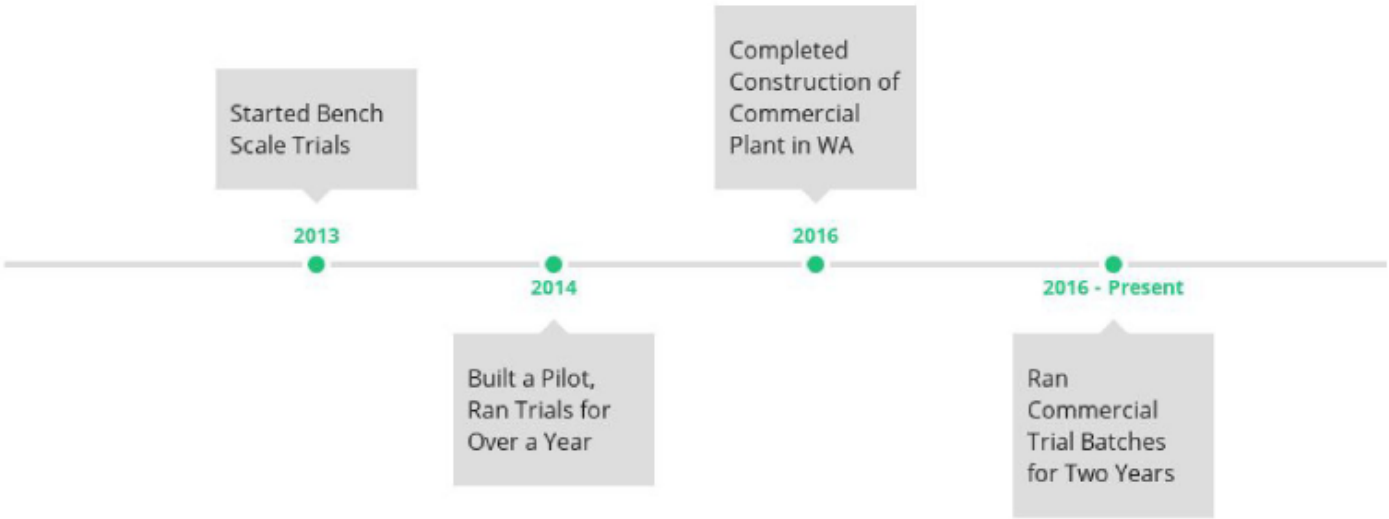 Started Bench
Scale Trials
2013
2014
Built a Pilot,
Ran Trials for
Over a Year
Completed
Construction of
Commercial
Plant in WA
2016
2016 - Present
Ran
Commercial
Trial Batches
for Two Years